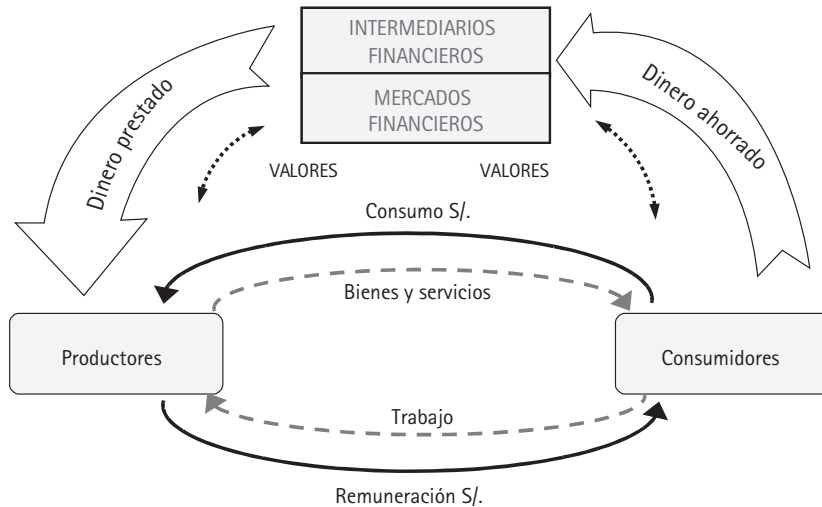 INTERMEDIARIOS
FINANCIEROS
MERCADOS
FINANCIEROS
Dinero prestado
Dinero ahorrado
VALORES
VALORES
Consumo S/.
Bienes y servicios
Productores
Consumidores
Trabajo
Remuneración S/.